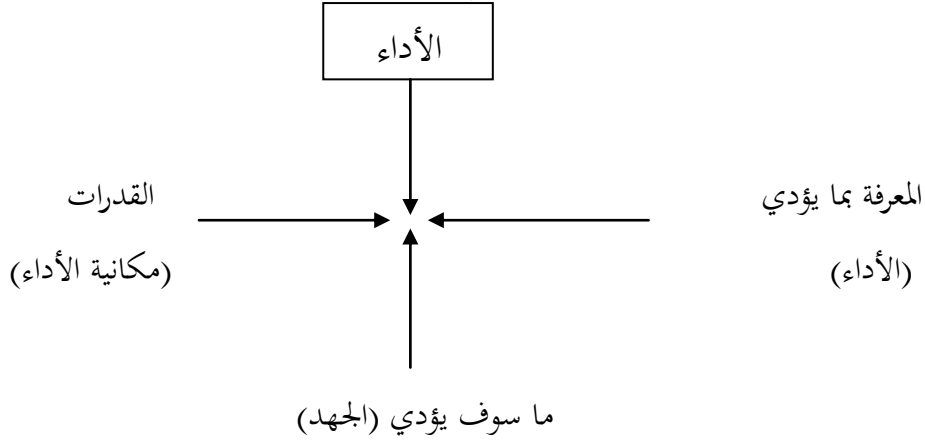 الأداء
المعرفة بما يؤدي
(الأداء)
القدرات
(مكانية الأداء)
ما سوف يؤدي (الجهد)